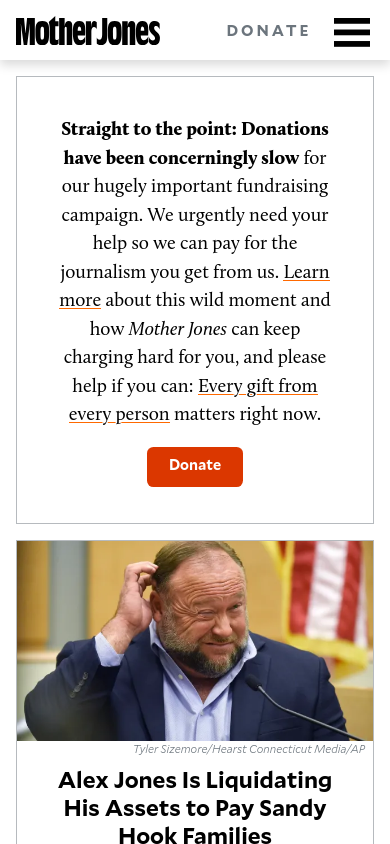 Mother Jones
DONATE
Straight to the point: Donations
have been concerningly slow for
our hugely important fundraising
campaign. We urgently need your
help so we can pay for the
journalism you get from us. Learn
more about this wild moment and
how Mother Jones can keep
charging hard for you, and please
help if you can: Every gift from
every person matters right now.
Donate
Tyler Sizemore/Hearst Connecticut Media/AP
Alex Jones Is Liquidating
His Assets to Pay Sandy
Hook Families